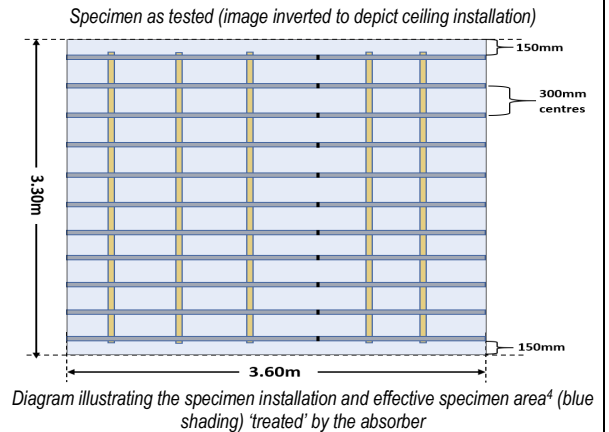 Specimen as tested (image inverted to depict ceiling installation)
150mm
300mm
centres
3.30m
150mm
3.60m
Diagram illustrating the specimen installation and effective specimen area⁴ (blue
shading) ‘treated’ by the absorber